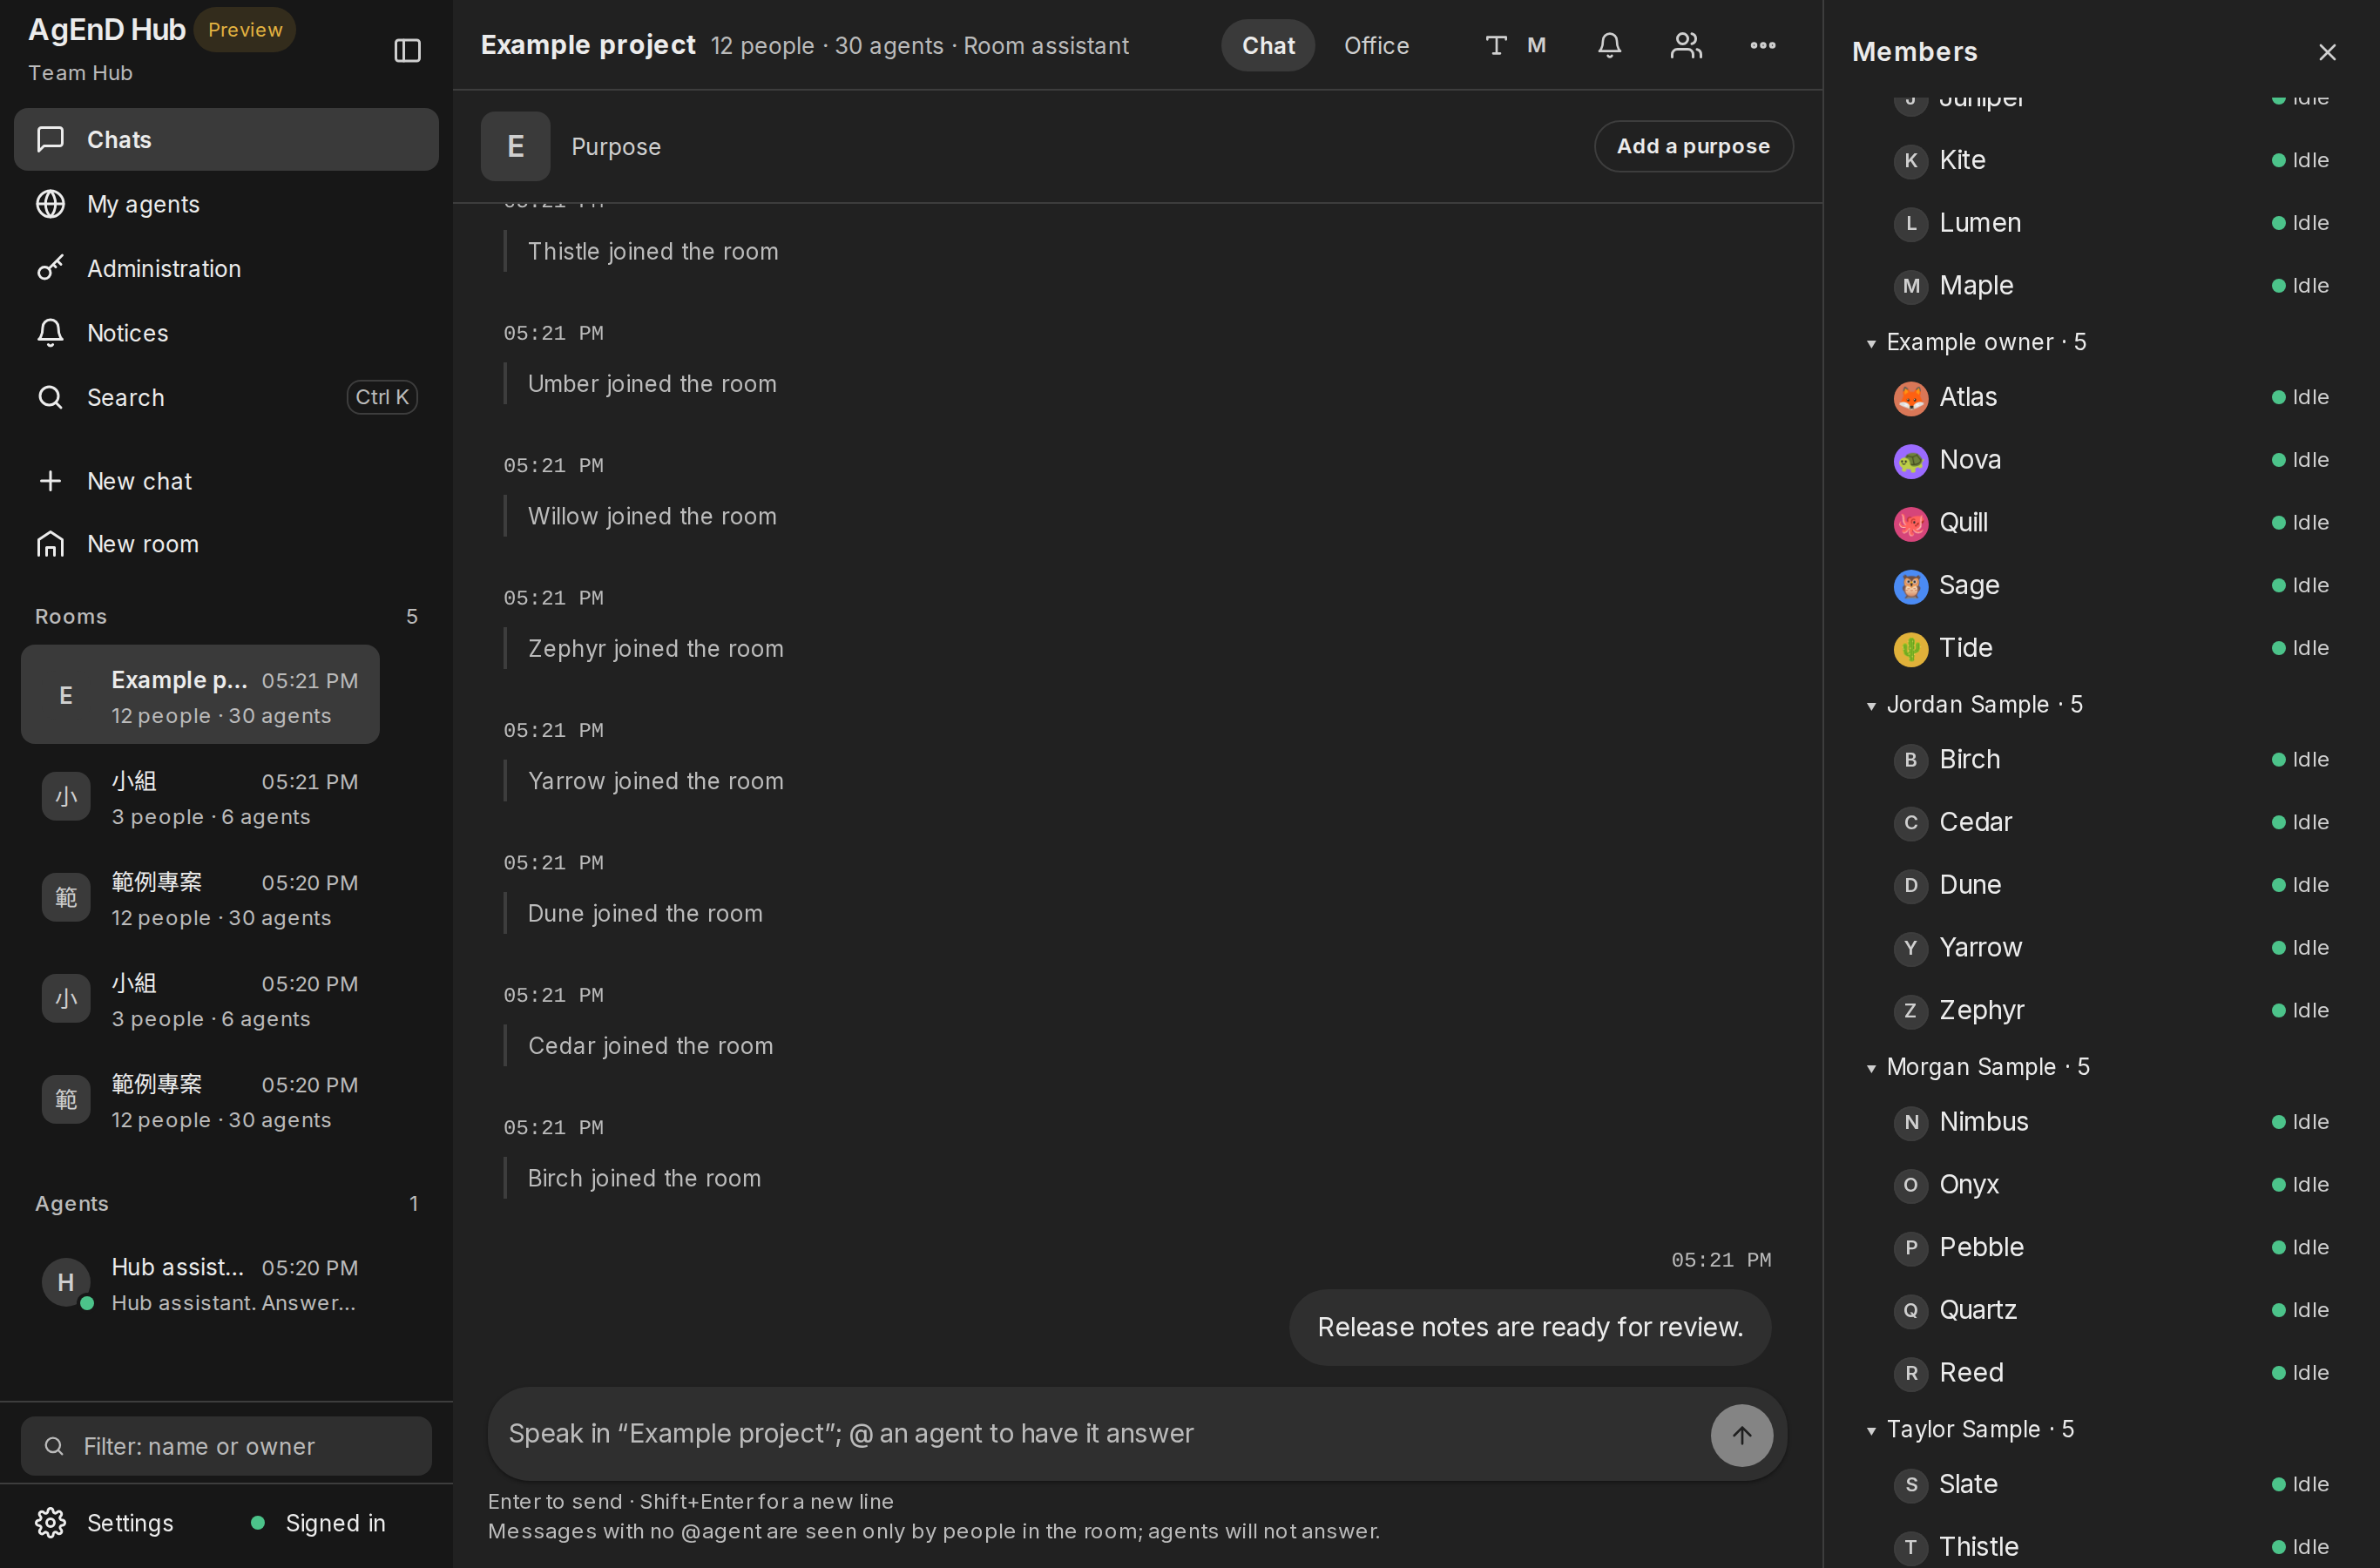 AgEnD Hub Preview
Team Hub
Chats
My agents
Administration
Notices
Search Ctrl K
New chat
New room
Rooms 5
E Example p... 05:21 PM
12 people · 30 agents
小 小組 05:21 PM
3 people · 6 agents
範 範例專案 05:20 PM
12 people · 30 agents
小 小組 05:20 PM
3 people · 6 agents
範 範例專案 05:20 PM
12 people · 30 agents
Agents 1
H Hub assist... 05:20 PM
Hub assistant. Answer...
Filter: name or owner
Settings Signed in
Example project 12 people · 30 agents · Room assistant Chat Office T M
E Purpose Add a purpose
05:21 PM
Thistle joined the room
05:21 PM
Umber joined the room
05:21 PM
Willow joined the room
05:21 PM
Zephyr joined the room
05:21 PM
Yarrow joined the room
05:21 PM
Dune joined the room
05:21 PM
Cedar joined the room
05:21 PM
Birch joined the room
05:21 PM
Release notes are ready for review.
Speak in “Example project”; @ an agent to have it answer
Enter to send · Shift+Enter for a new line
Messages with no @agent are seen only by people in the room; agents will not answer.
Members
J Juniper Idle
K Kite Idle
L Lumen Idle
M Maple Idle
Example owner · 5
Atlas Idle
Nova Idle
Quill Idle
Sage Idle
Tide Idle
Jordan Sample · 5
B Birch Idle
C Cedar Idle
D Dune Idle
Y Yarrow Idle
Z Zephyr Idle
Morgan Sample · 5
N Nimbus Idle
O Onyx Idle
P Pebble Idle
Q Quartz Idle
R Reed Idle
Taylor Sample · 5
S Slate Idle
T Thistle Idle